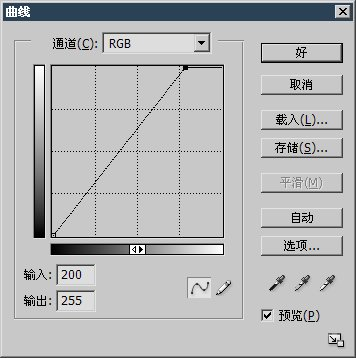 曲线
通道(C): RGB
好
取消
载入(L)...
存储(S)...
平滑(M)
自动
选项...
输入: 200
输出: 255
预览(P)